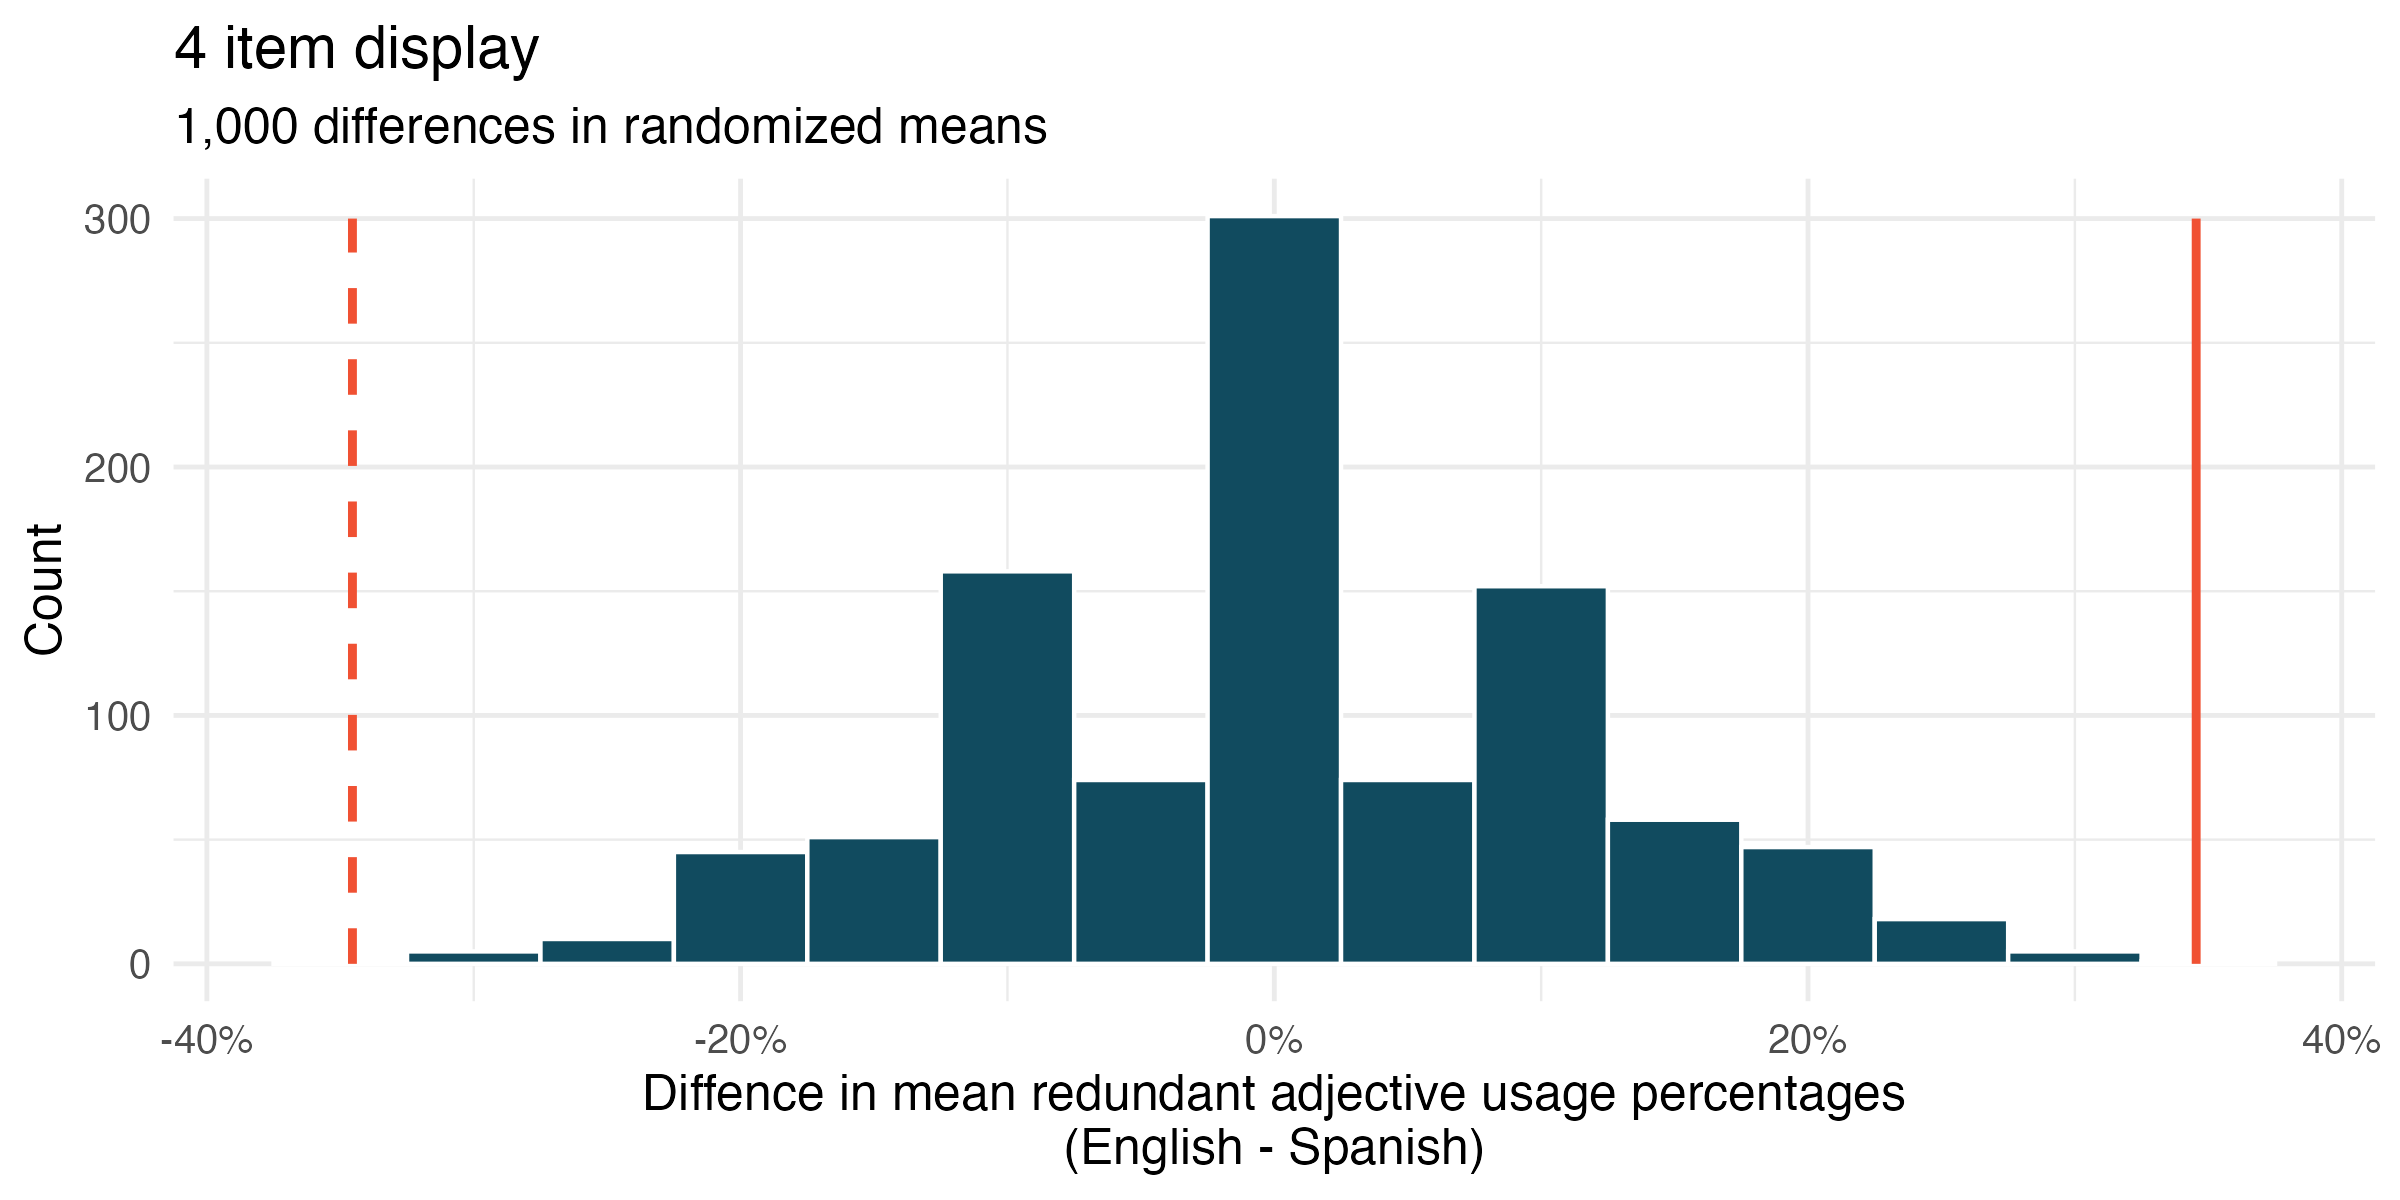 4 item display
1,000 differences in randomized means
300
200
100
0
Count
-40%
-20%
0%
20%
40%
Diffence in mean redundant adjective usage percentages
(English - Spanish)